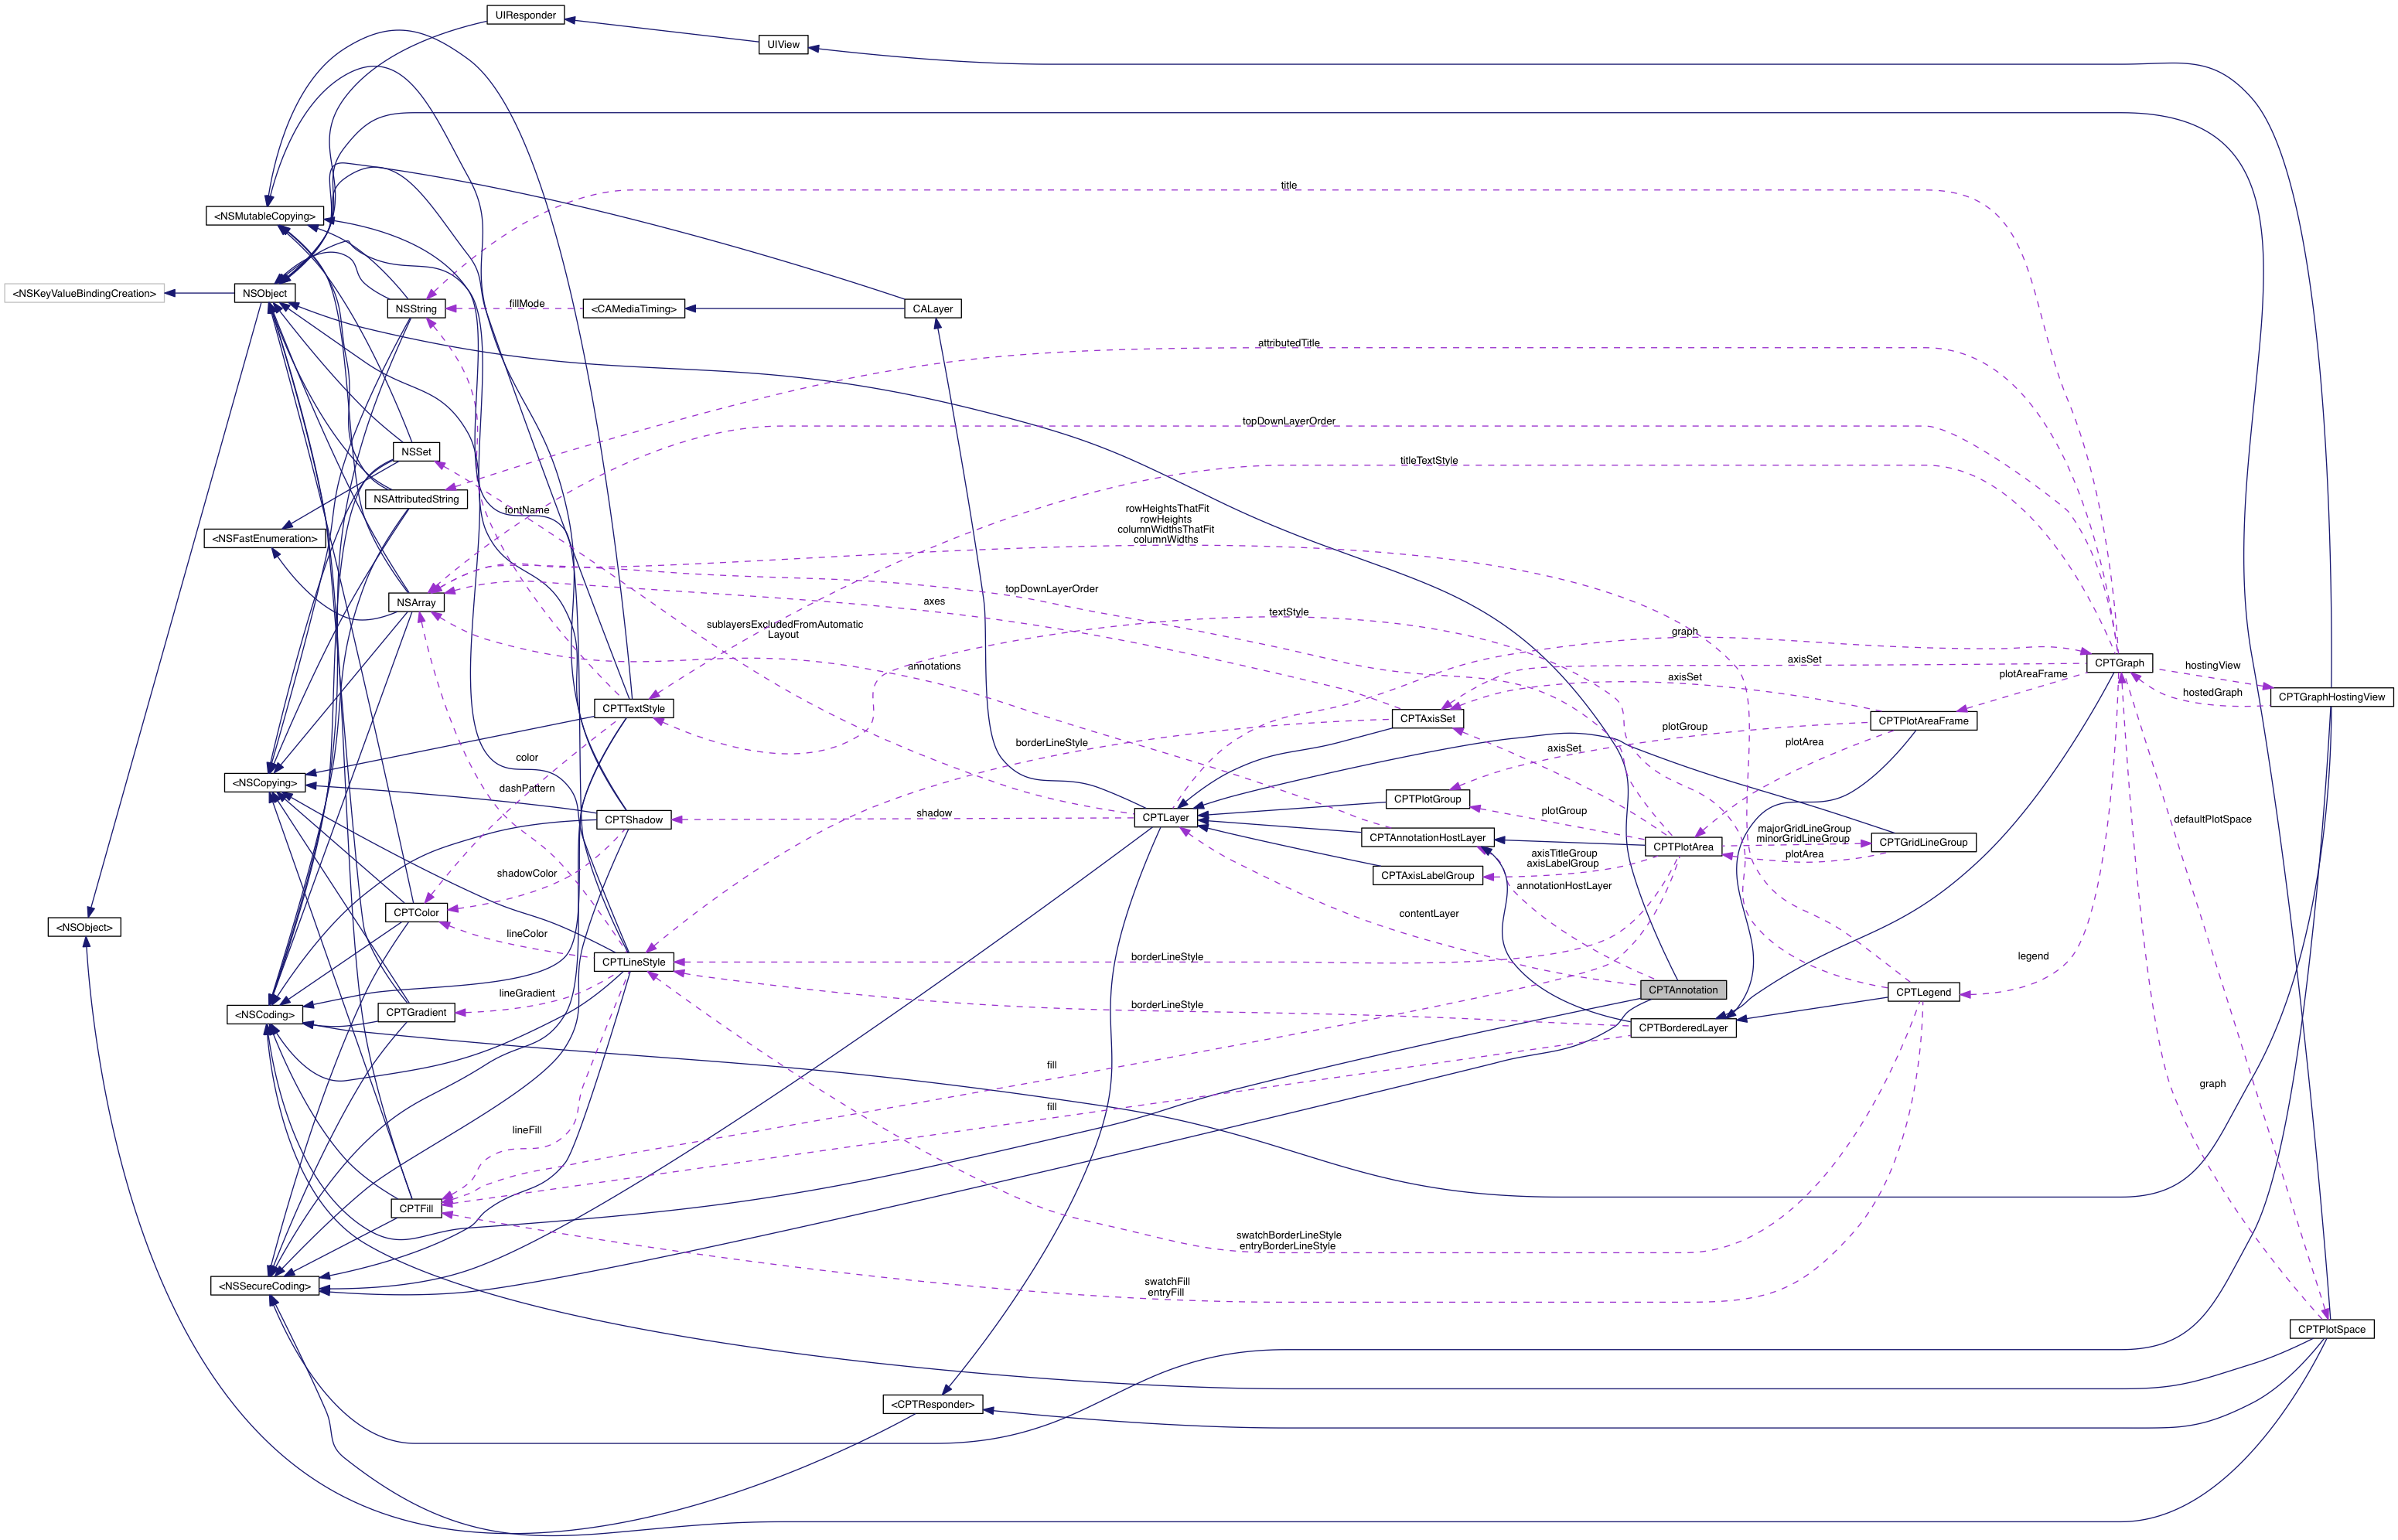 UIResponder
UIView
title
<NSMutableCopying>
<NSKeyValueBindingCreation>
NSObject
NSString
fillMode
<CAMediaTiming>
CALayer
attributedTitle
topDownLayerOrder
NSSet
titleTextStyle
NSAttributedString
fontName
rowHeightsThatFit
rowHeights
columnWidthsThatFit
columnWidths
<NSFastEnumeration>
topDownLayerOrder
NSArray
axes
textStyle
sublayersExcludedFromAutomatic
Layout
graph
annotations
axisSet
CPTGraph
hostingView
plotAreaFrame
axisSet
hostedGraph
CPTGraphHostingView
CPTTextStyle
CPTAxisSet
CPTPlotAreaFrame
plotGroup
borderLineStyle
axisSet
plotArea
color
<NSCopying>
dashPattern
CPTPlotGroup
CPTShadow
shadow
CPTLayer
plotGroup
defaultPlotSpace
majorGridLineGroup
minorGridLineGroup
CPTAnnotationHostLayer
CPTPlotArea
CPTGridLineGroup
axisTitleGroup
axisLabelGroup
plotArea
shadowColor
CPTAxisLabelGroup
annotationHostLayer
CPTColor
contentLayer
<NSObject>
lineColor
CPTLineStyle
borderLineStyle
legend
lineGradient
CPTAnnotation
CPTLegend
<NSCoding>
CPTGradient
borderLineStyle
CPTBorderedLayer
fill
graph
fill
lineFill
CPTFill
swatchBorderLineStyle
entryBorderLineStyle
<NSSecureCoding>
swatchFill
entryFill
CPTPlotSpace
<CPTResponder>